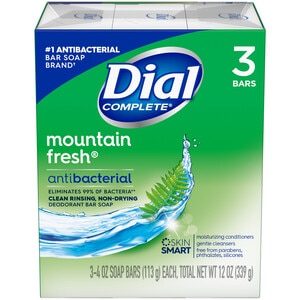 #1 ANTIBACTERIAL
BAR SOAP
BRAND^
Dial
COMPLETE®
3
BARS
mountain
fresh®
antibacterial
ELIMINATES 99% OF BACTERIA**
CLEAN RINSING, NON-DRYING
DEODORANT BAR SOAP
SKIN
SMART
moisturizing conditioners
gentle cleansers
free from parabens,
phthalates, silicones
3-4 OZ SOAP BARS (113 g) EACH, TOTAL NET WT 12 OZ (339 g)